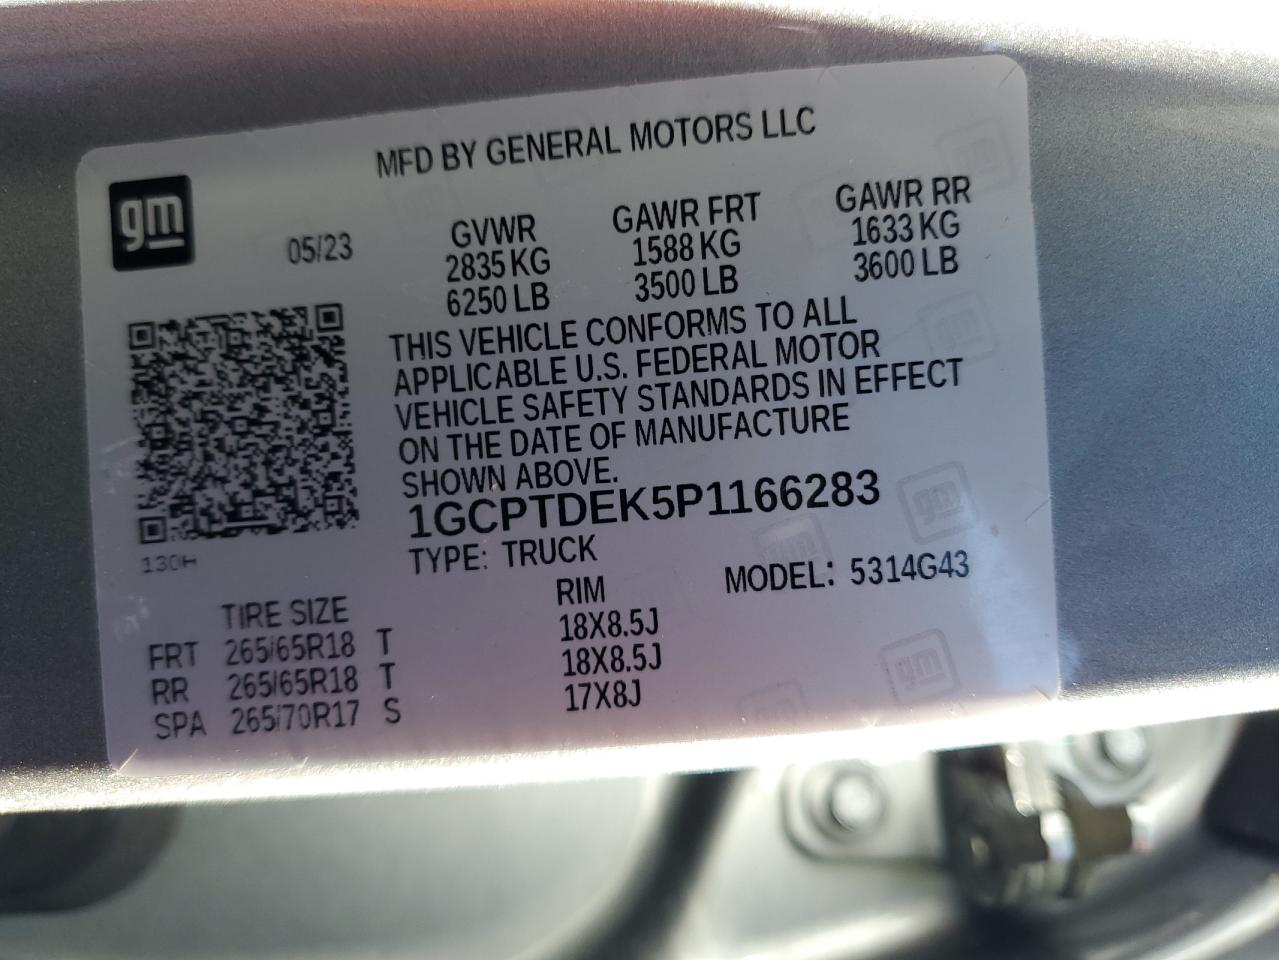 MFD BY GENERAL MOTORS LLC
gm
05/23
GVWR GAWR FRT GAWR RR
2835 KG 1588 KG 1633 KG
6250 LB 3500 LB 3600 LB
THIS VEHICLE CONFORMS TO ALL
APPLICABLE U.S. FEDERAL MOTOR
VEHICLE SAFETY STANDARDS IN EFFECT
ON THE DATE OF MANUFACTURE
SHOWN ABOVE.
1GCPTDEK5P1166283
130H
TYPE: TRUCK
MODEL: 5314G43
TIRE SIZE RIM
FRT 265/65R18 T 18X8.5J
RR 265/65R18 T 18X8.5J
SPA 265/70R17 S 17X8J
gm
gm